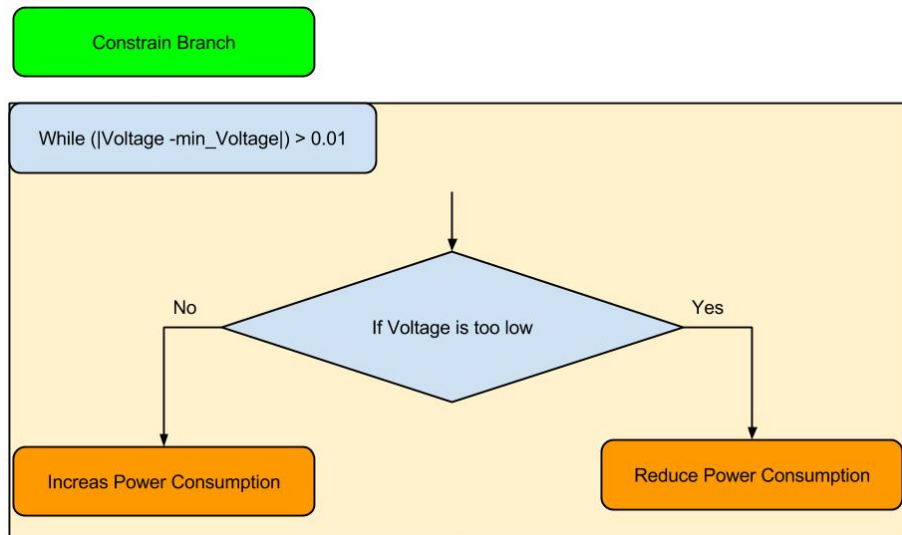 Constrain Branch
While (|Voltage -min_Voltage|) > 0.01
No
Yes
If Voltage is too low
Increas Power Consumption
Reduce Power Consumption